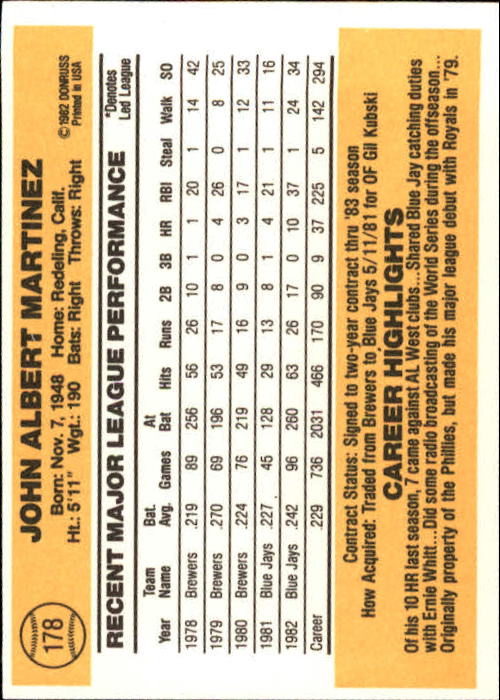 178
JOHN ALBERT MARTINEZ
Born: Nov. 7, 1948 Home: Redeling, Calif.
Ht.: 5'11" Wgt.: 190 Bats: Right Throws: Right
©1982 DONRUSS
Printed in USA
RECENT MAJOR LEAGUE PERFORMANCE
*Denotes
Led League
Team Bat. At
Year Name Avg. Games Bat Hits Runs 2B 3B HR RBI Steal Walk SO
1978 Brewers .219 89 256 56 26 10 1 1 20 1 14 42
1979 Brewers .270 69 196 53 17 8 0 4 26 0 8 25
1980 Brewers .224 76 219 49 16 9 0 3 17 1 12 33
1981 Blue Jays .227 45 128 29 13 8 1 4 21 1 11 16
1982 Blue Jays .242 96 260 63 26 17 0 10 37 1 24 34
Career .229 736 2031 466 170 90 9 37 225 5 142 294
Contract Status: Signed to two-year contract thru '83 season
How Acquired: Traded from Brewers to Blue Jays 5/11/81 for OF Gil Kubski
CAREER HIGHLIGHTS
Of his 10 HR last season, 7 came against AL West clubs...Shared Blue Jay catching duties
with Ernie Whitt...Did some radio broadcasting of the World Series during the offseason...
Originally property of the Phillies, but made his major league debut with Royals in '79.